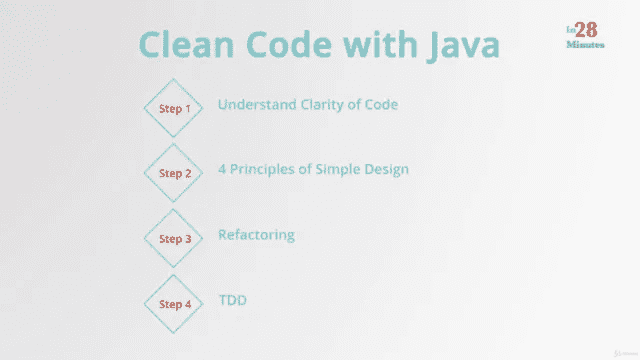 Clean Code with Java
in28
Minutes
Step 1
Understand Clarity of Code
Step 2
4 Principles of Simple Design
Step 3
Refactoring
Step 4
TDD